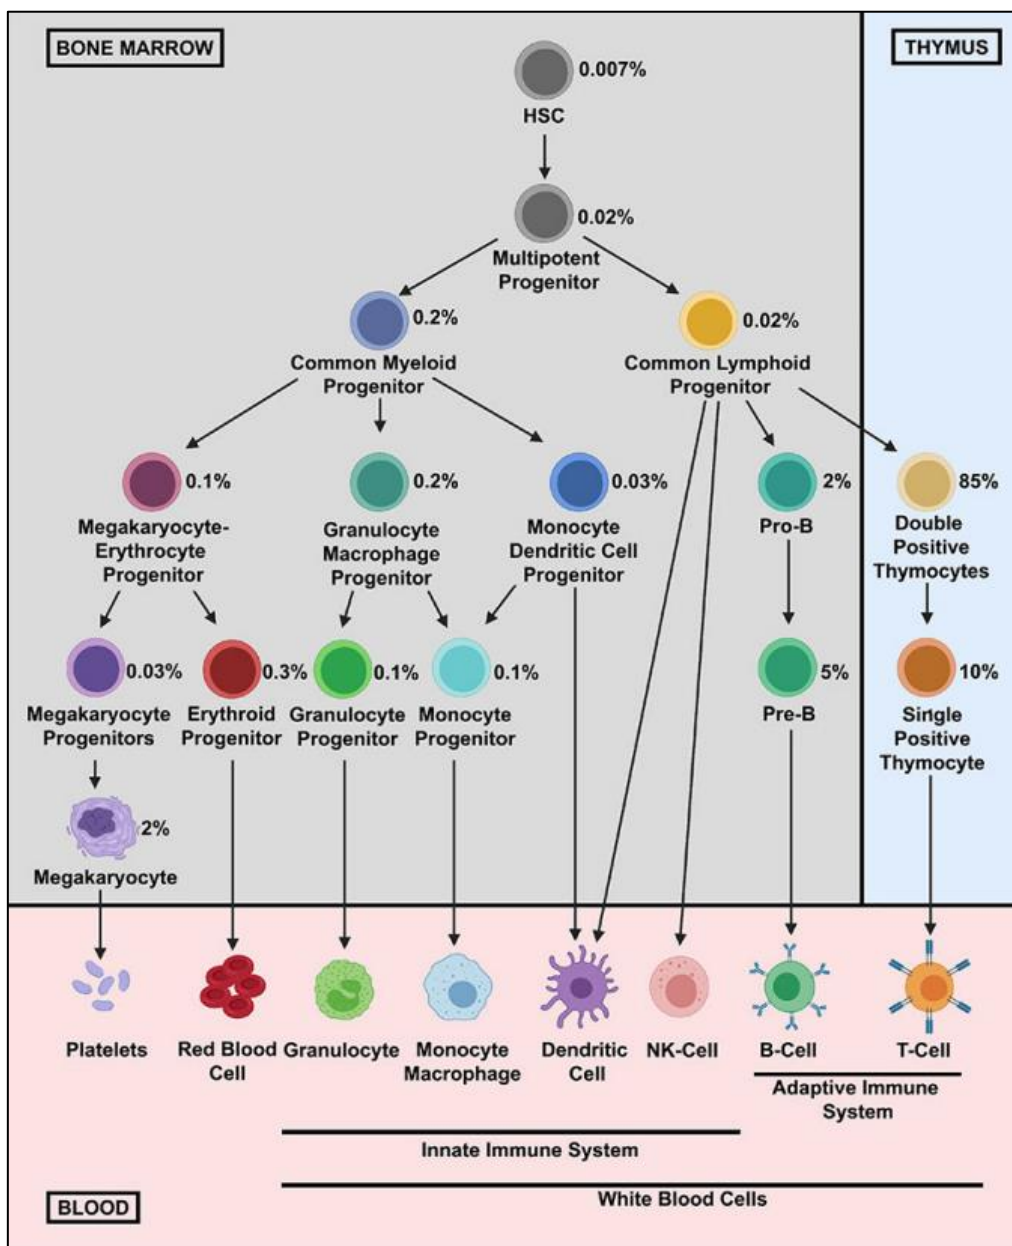 BONE MARROW
THYMUS
0.007%
HSC
0.02%
Multipotent
Progenitor
0.2%
Common Myeloid
Progenitor
0.02%
Common Lymphoid
Progenitor
0.1%
Megakaryocyte-
Erythrocyte
Progenitor
0.2%
Granulocyte
Macrophage
Progenitor
0.03%
Monocyte
Dendritic Cell
Progenitor
2%
Pro-B
85%
Double
Positive
Thymocytes
0.03%
Megakaryocyte
Progenitors
0.3%
Erythroid
Progenitor
0.1%
Granulocyte
Progenitor
0.1%
Monocyte
Progenitor
5%
Pre-B
10%
Single
Positive
Thymocyte
2%
Megakaryocyte
Platelets
Red Blood
Cell
Granulocyte
Monocyte
Macrophage
Dendritic
Cell
NK-Cell
B-Cell
T-Cell
Adaptive Immune
System
Innate Immune System
White Blood Cells
BLOOD